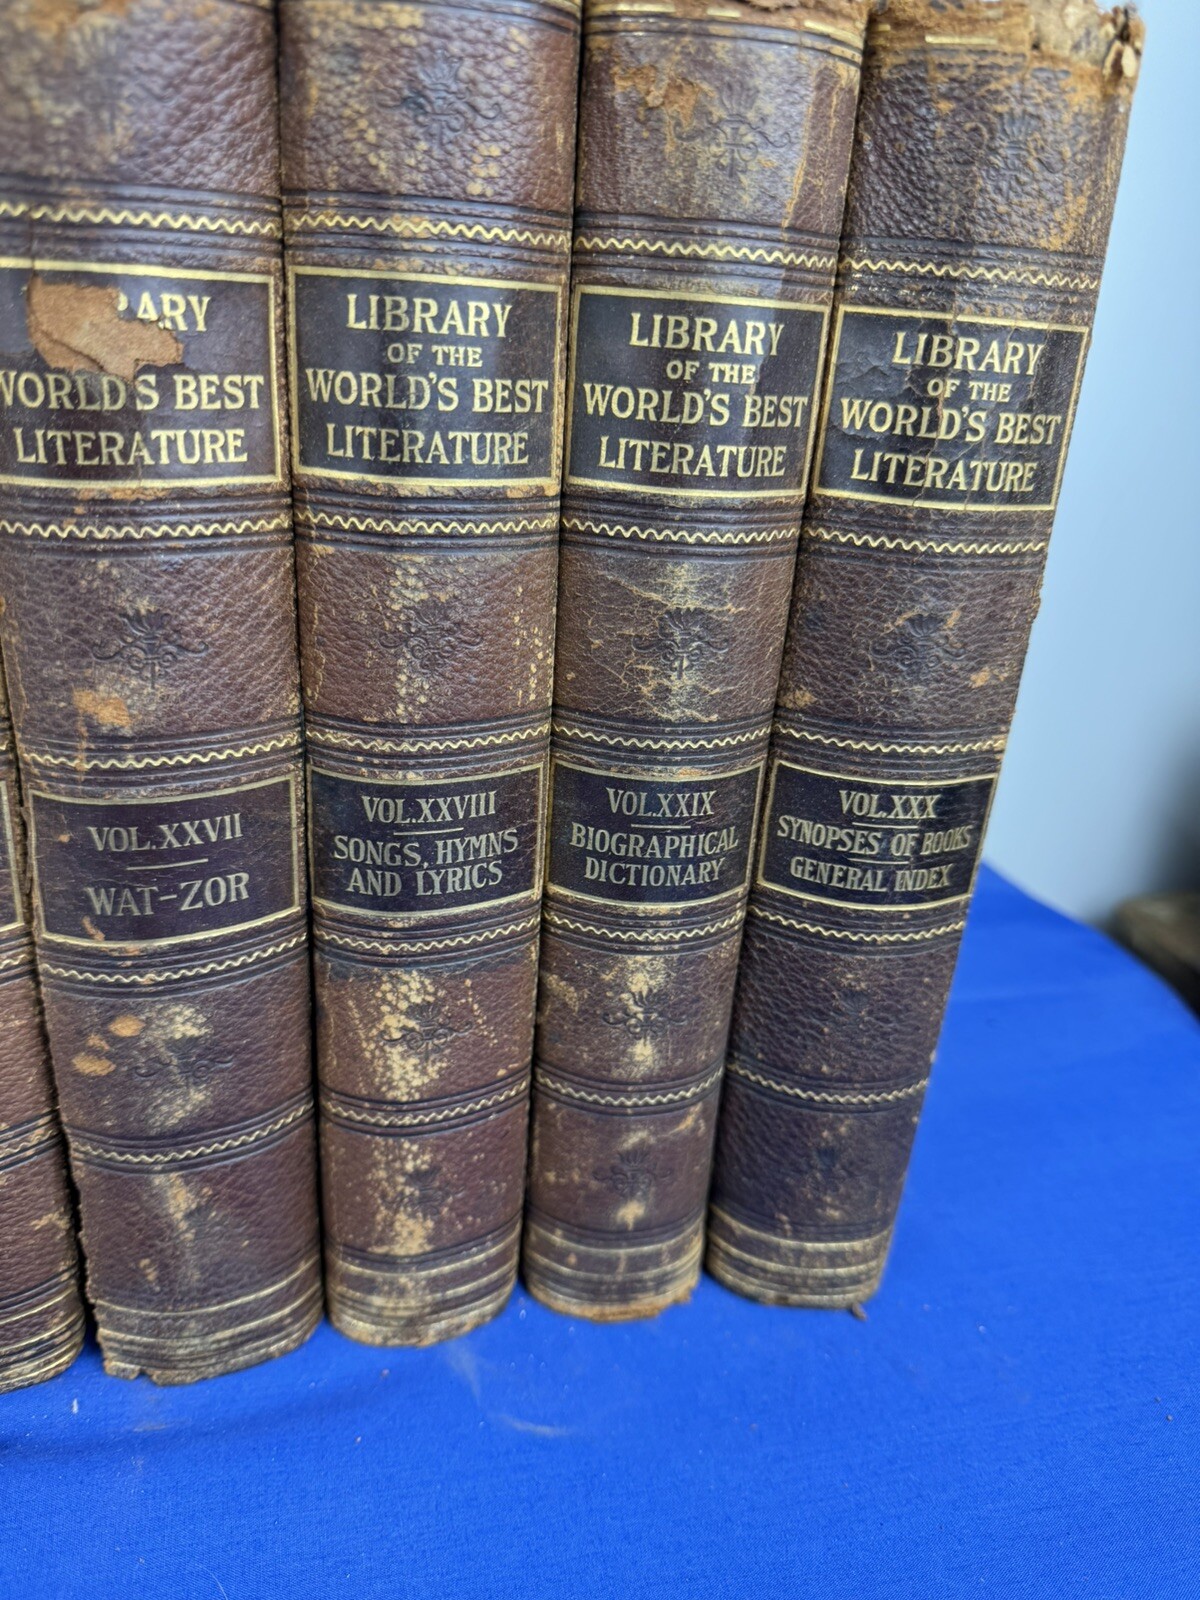 WORLD'S BEST
LITERATURE
VOL.XXVII
WAT-ZOR
LIBRARY
OF THE
WORLD'S BEST
LITERATURE
VOL.XXVIII
SONGS, HYMNS
AND LYRICS
LIBRARY
OF THE
WORLD'S BEST
LITERATURE
VOL.XXIX
BIOGRAPHICAL
DICTIONARY
LIBRARY
OF THE
WORLD'S BEST
LITERATURE
VOL.XXX
SYNOPSES OF BOOKS
GENERAL INDEX